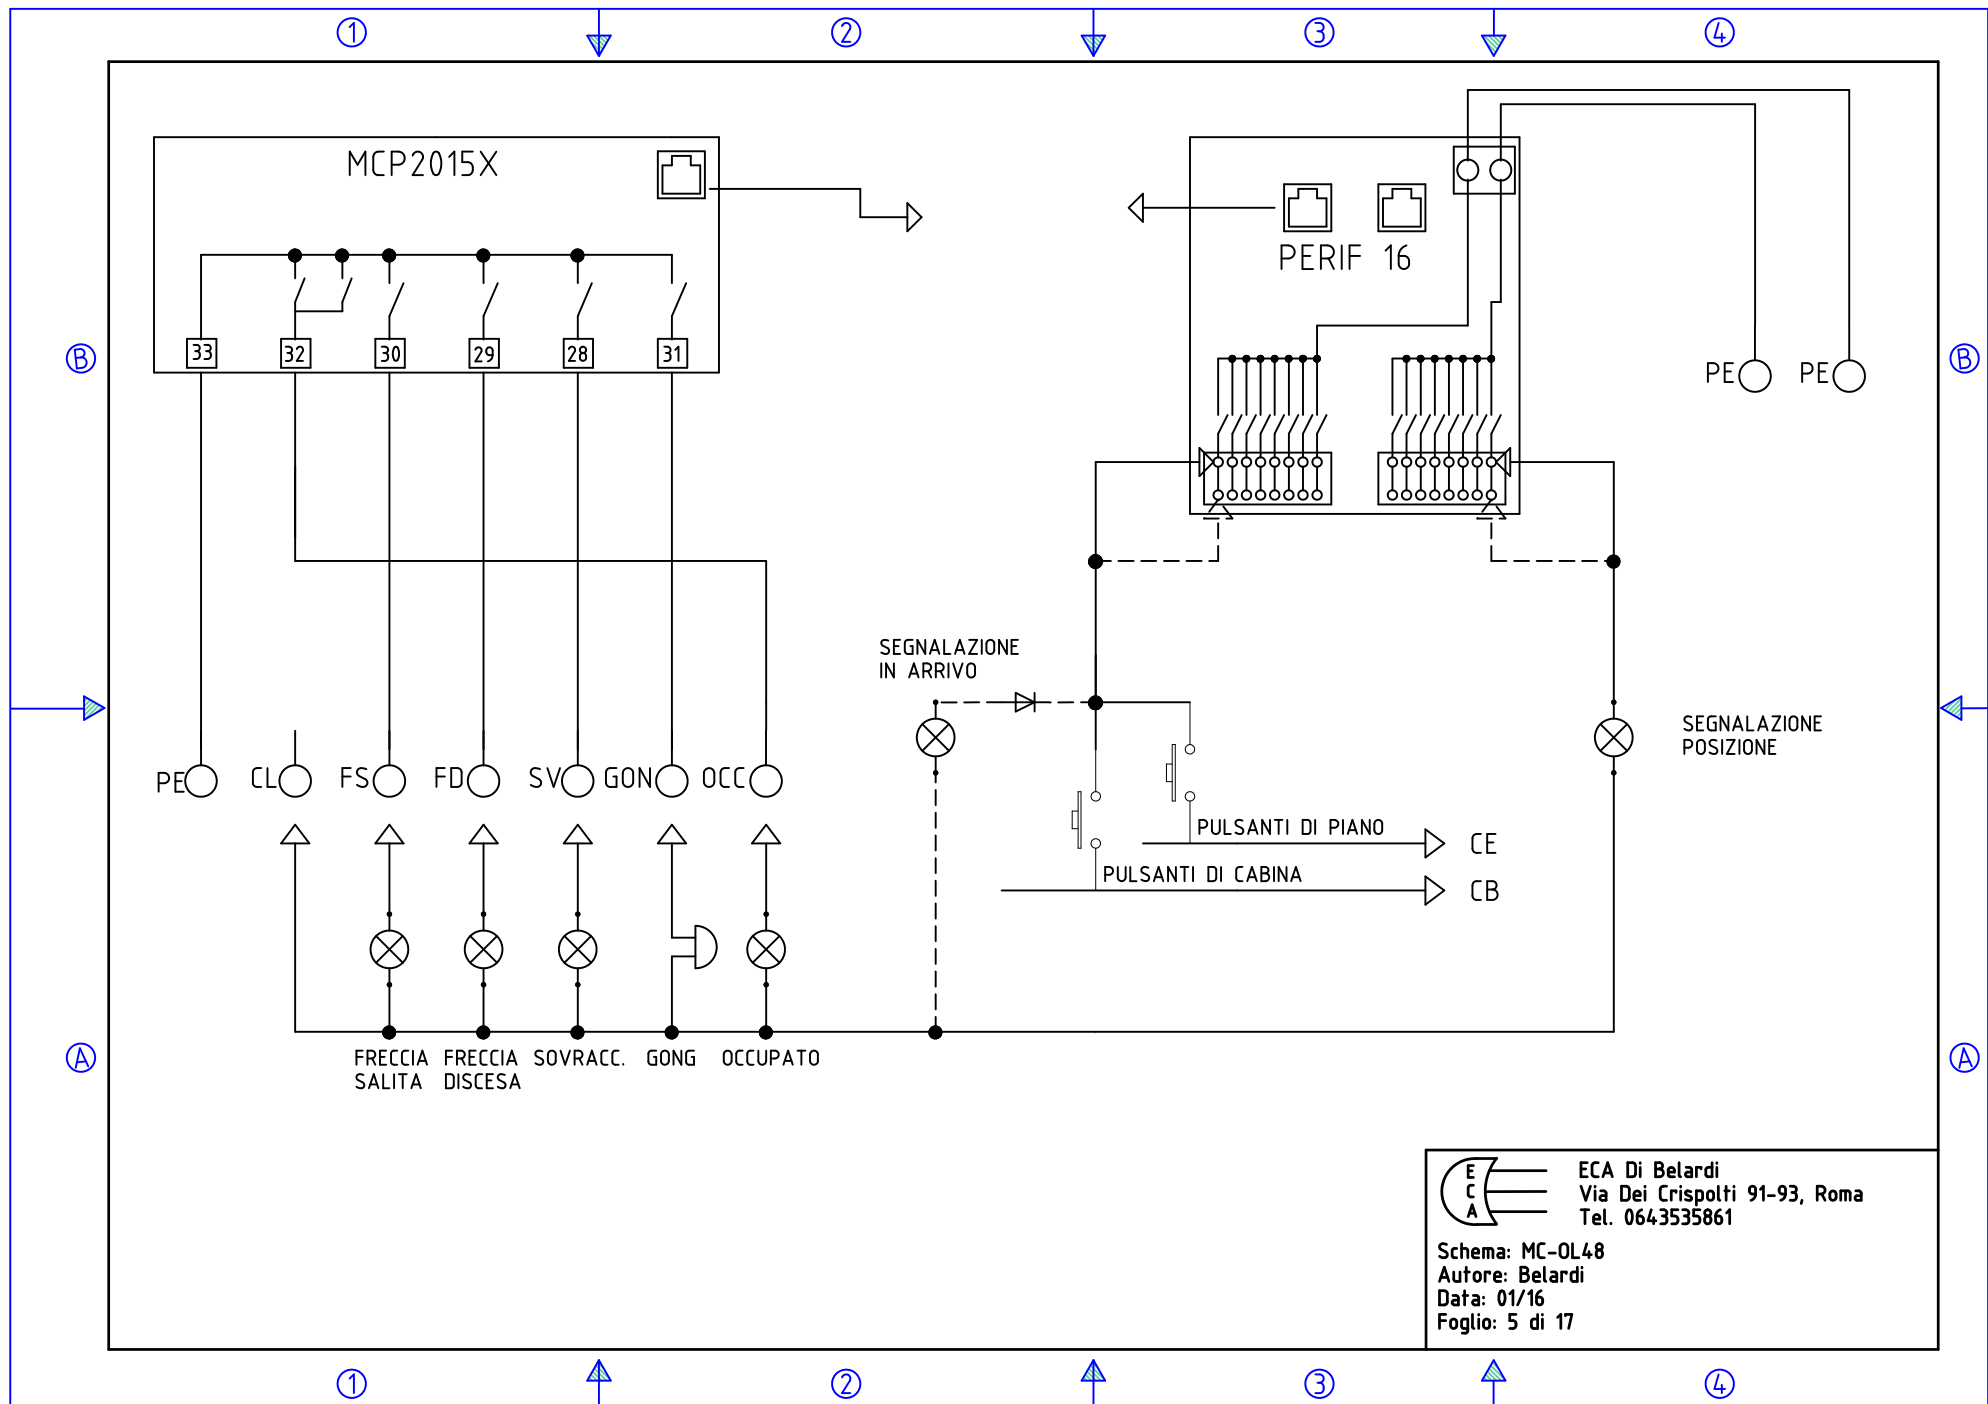 1 2 3 4
MCP2015X
PERIF 16
33 32 30 29 28 31
B B
PE PE
SEGNALAZIONE
IN ARRIVO
SEGNALAZIONE
POSIZIONE
PE CL FS FD SV GON OCC
PULSANTI DI PIANO CE
PULSANTI DI CABINA CB
A A
FRECCIA
SALITA
FRECCIA
DISCESA
SOVRACC.
GONG
OCCUPATO
E
C
A
ECA Di Belardi
Via Dei Crispolti 91-93, Roma
Tel. 0643535861
Schema: MC-OL48
Autore: Belardi
Data: 01/16
Foglio: 5 di 17
1 2 3 4